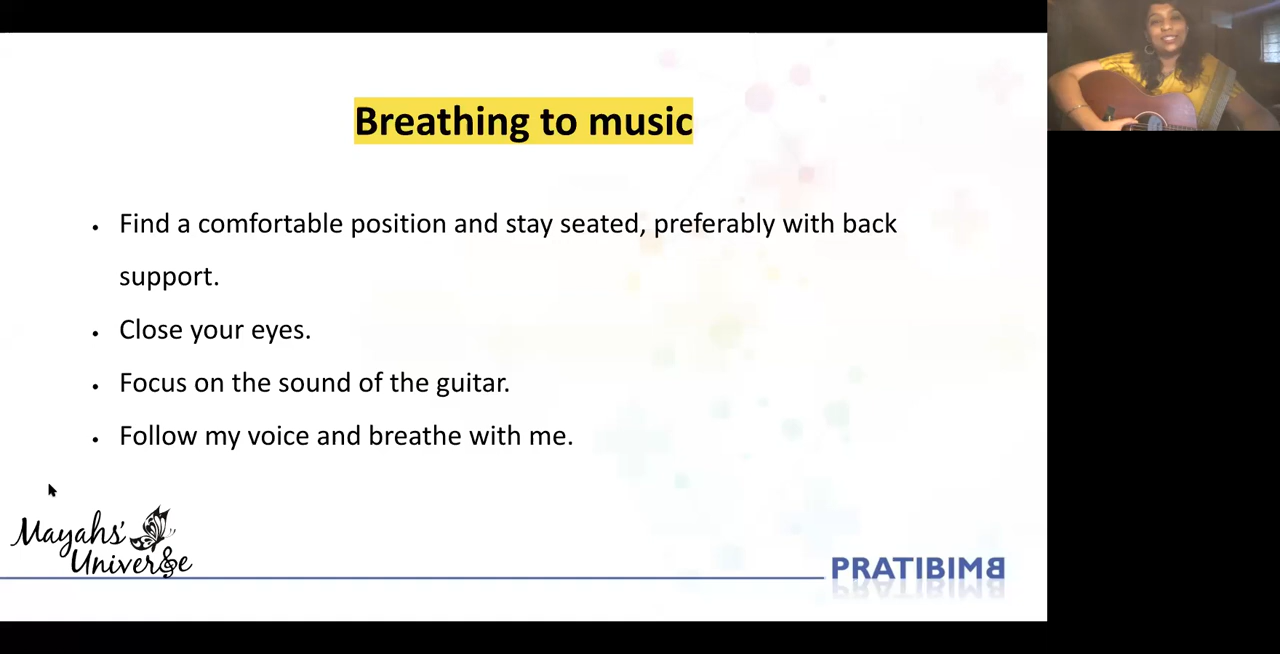 Breathing to music
• Find a comfortable position and stay seated, preferably with back
support.
• Close your eyes.
• Focus on the sound of the guitar.
• Follow my voice and breathe with me.
Mayahs'
Universe
PRATIBIMB